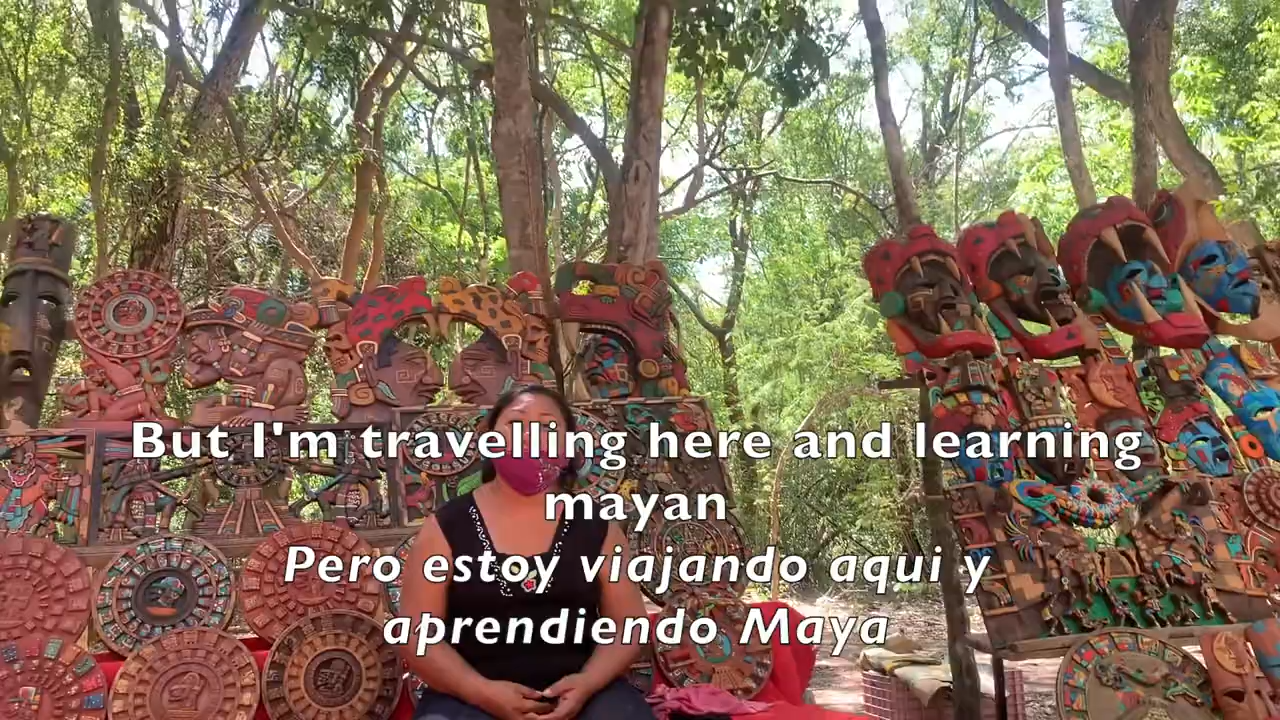 But I'm travelling here and learning
mayan
Pero estoy viajando aqui y
aprendiendo Maya